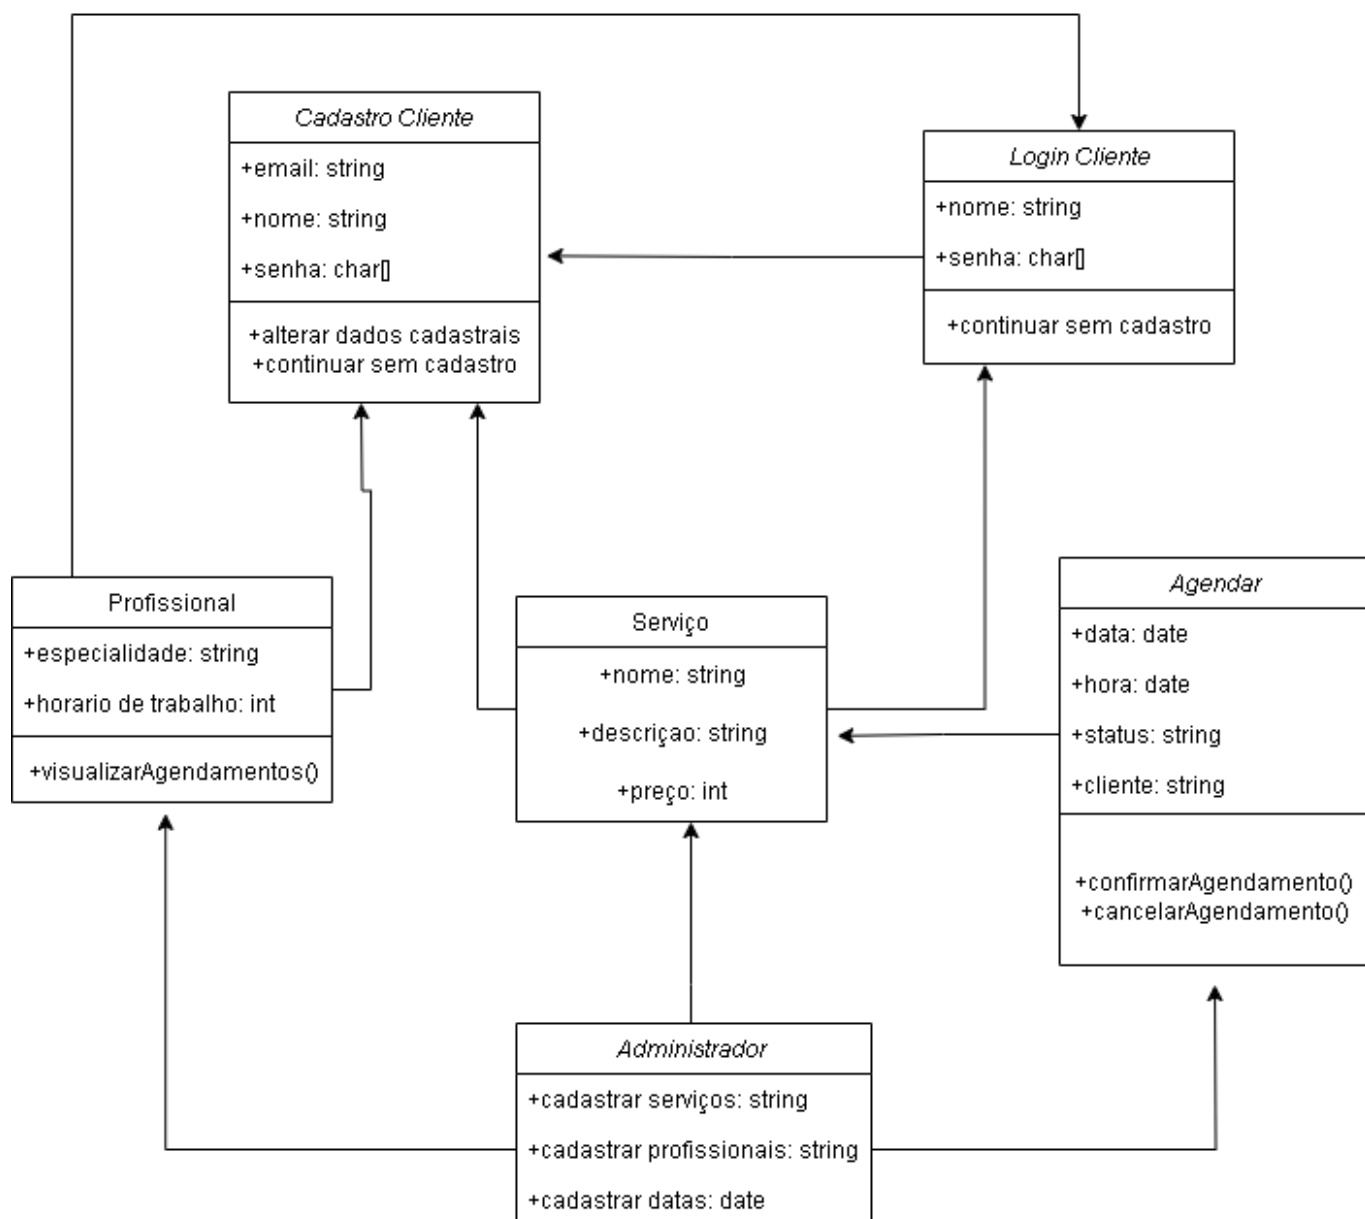 Cadastro Cliente
+email: string
+nome: string
+senha: char[]
+alterar dados cadastrais
+continuar sem cadastro
Login Cliente
+nome: string
+senha: char[]
+continuar sem cadastro
Profissional
+especialidade: string
+horario de trabalho: int
+visualizarAgendamentos()
Serviço
+nome: string
+descriçao: string
+preço: int
Agendar
+data: date
+hora: date
+status: string
+cliente: string
+confirmarAgendamento()
+cancelarAgendamento()
Administrador
+cadastrar serviços: string
+cadastrar profissionais: string
+cadastrar datas: date